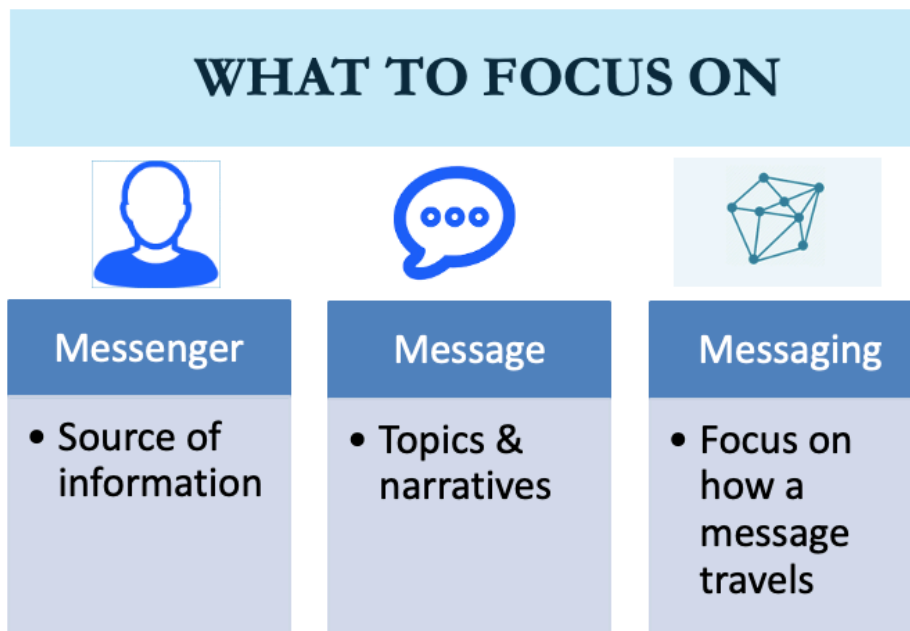 WHAT TO FOCUS ON
Messenger
• Source of
information
Message
• Topics &
narratives
Messaging
• Focus on
how a
message
travels